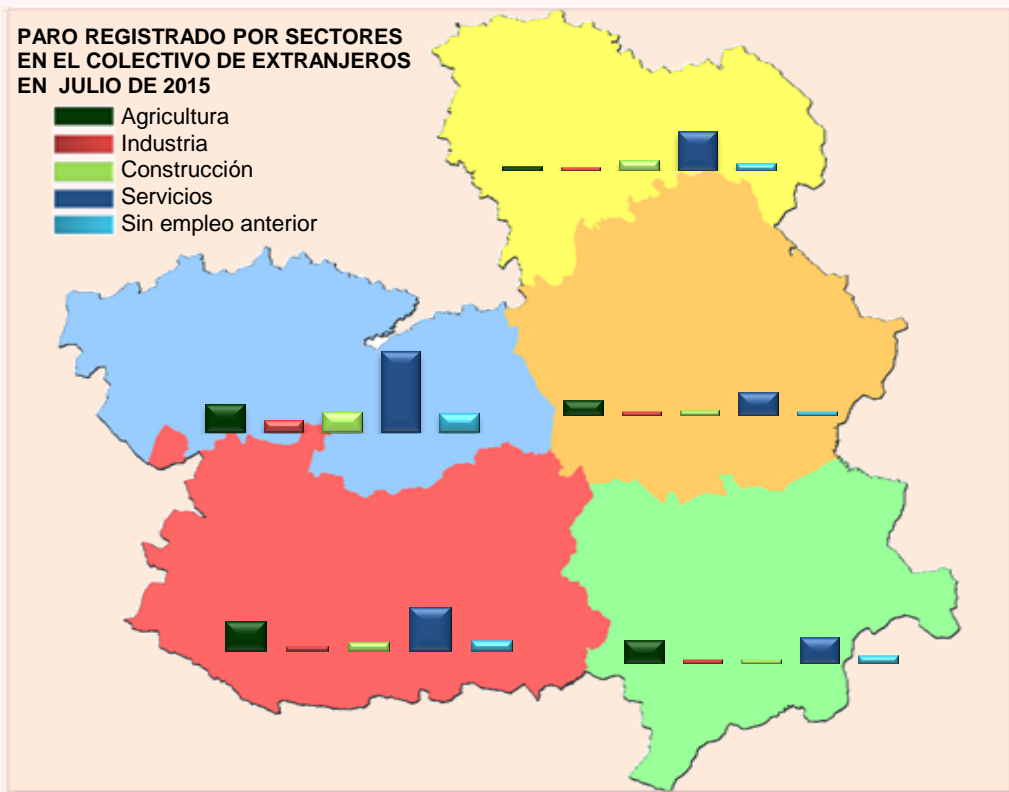 PARO REGISTRADO POR SECTORES
EN EL COLECTIVO DE EXTRANJEROS
EN JULIO DE 2015
Agricultura
Industria
Construcción
Servicios
Sin empleo anterior